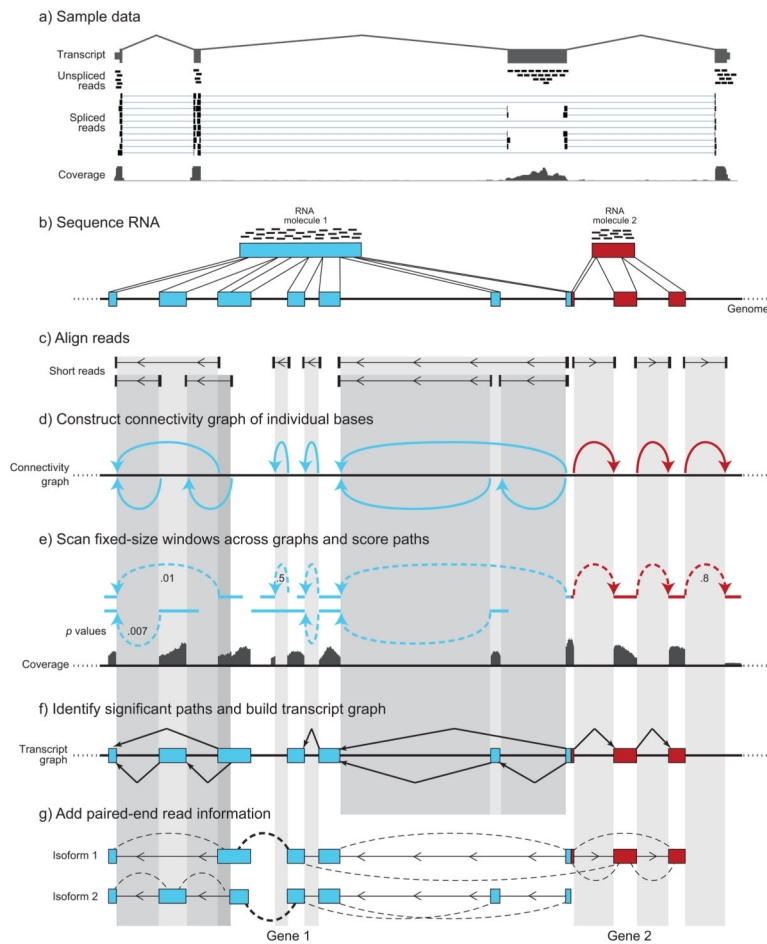 a) Sample data
Transcript
Unspliced
reads
Spliced
reads
Coverage
b) Sequence RNA
RNA
molecule 1
RNA
molecule 2
Genome
c) Align reads
Short reads
d) Construct connectivity graph of individual bases
Connectivity
graph
e) Scan fixed-size windows across graphs and score paths
.01
.5
.8
p values
.007
Coverage
f) Identify significant paths and build transcript graph
Transcript
graph
g) Add paired-end read information
Isoform 1
Isoform 2
Gene 1
Gene 2